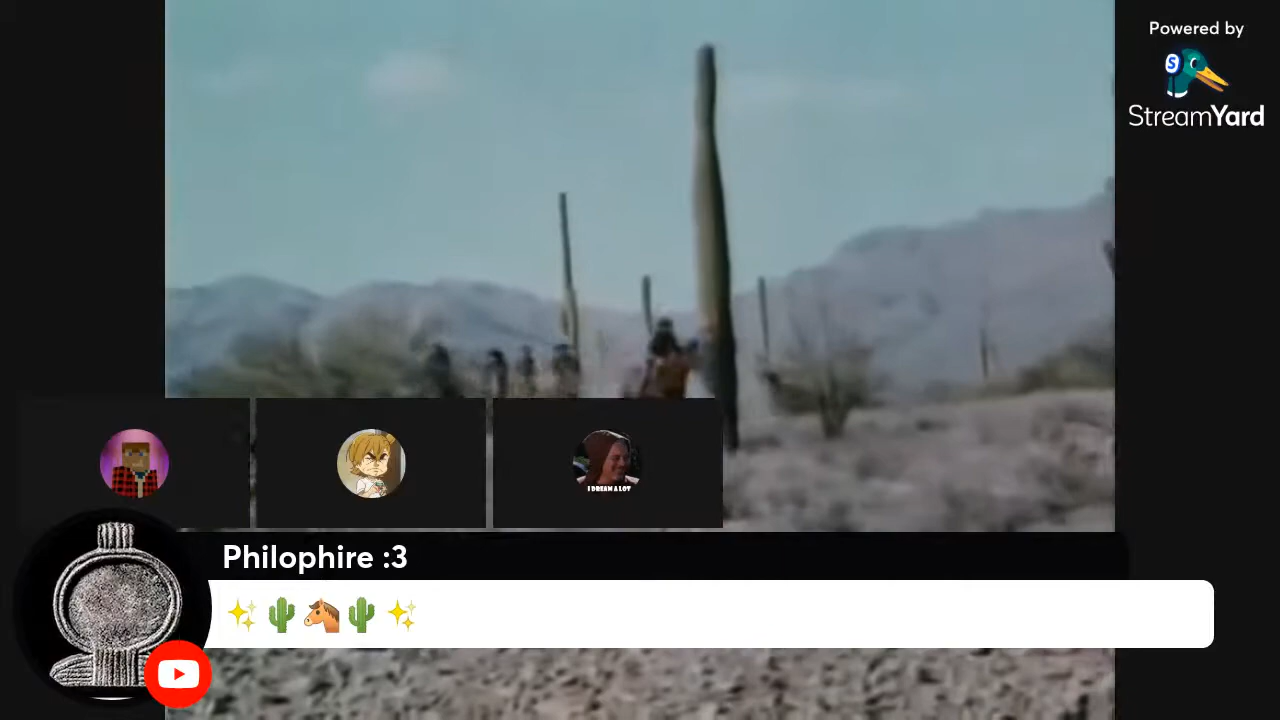 Powered by
StreamYard
I DREAM A LOT
Philophire :3
✨ 🌵 🐴 🌵 ✨